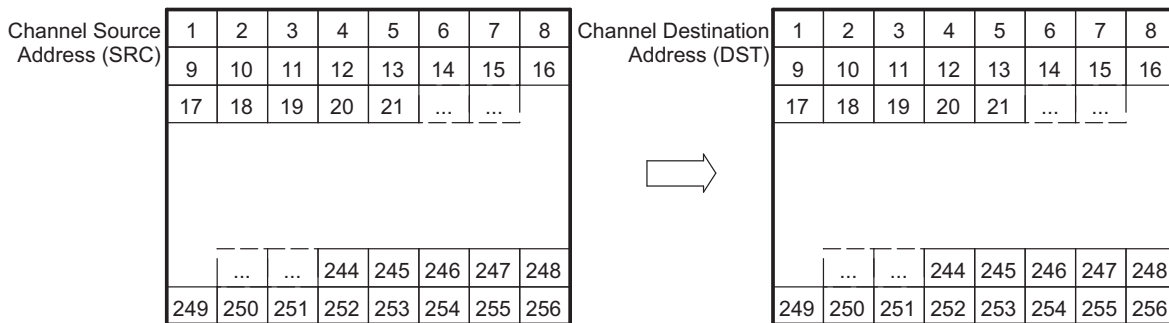 Channel Source
Address (SRC)
1 2 3 4 5 6 7 8
9 10 11 12 13 14 15 16
17 18 19 20 21 ... ...
... ... 244 245 246 247 248
249 250 251 252 253 254 255 256
Channel Destination
Address (DST)
1 2 3 4 5 6 7 8
9 10 11 12 13 14 15 16
17 18 19 20 21 ... ...
... ... 244 245 246 247 248
249 250 251 252 253 254 255 256